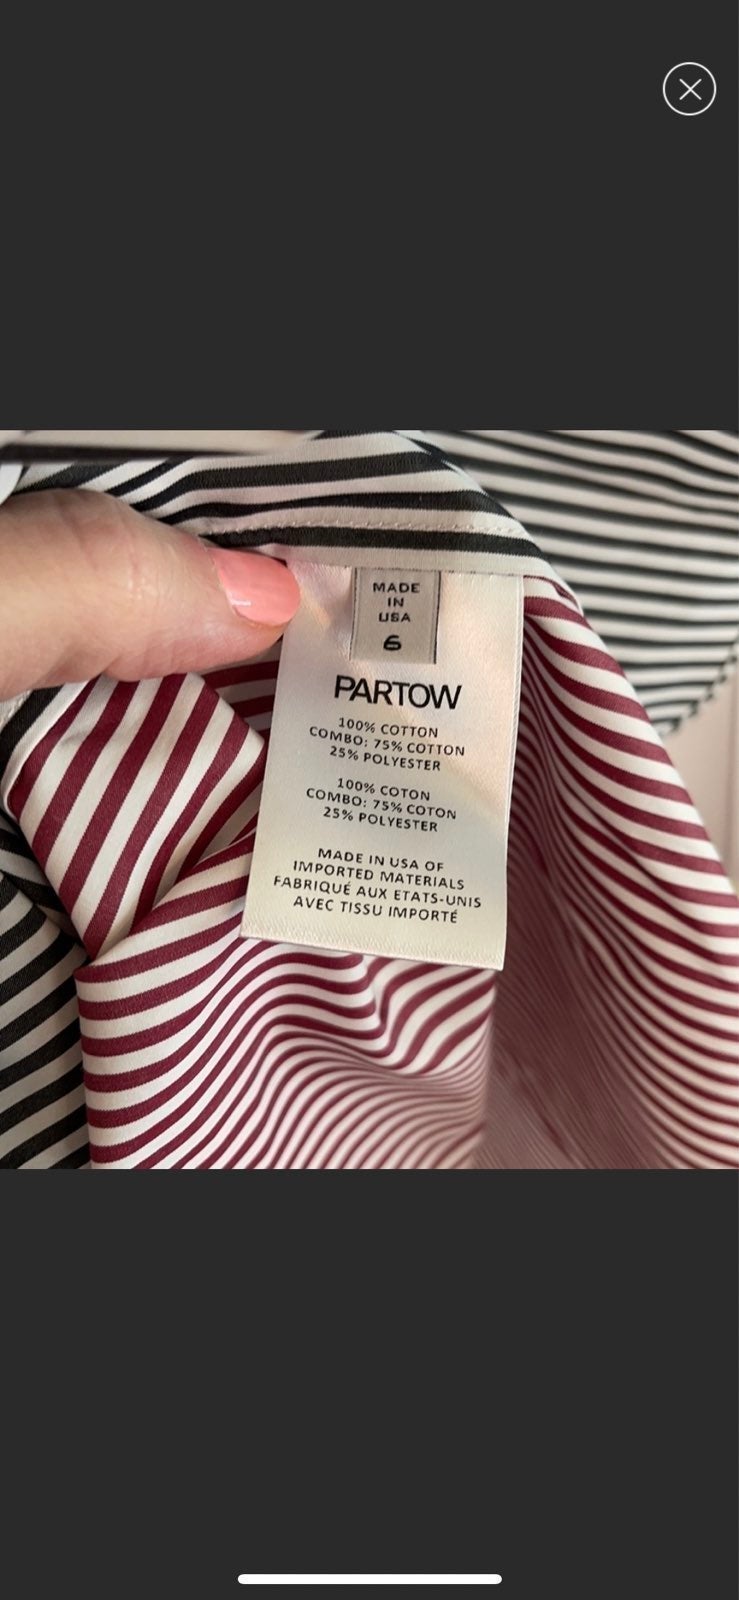 MADE
IN
USA
6
PARTOW
100% COTTON
COMBO: 75% COTTON
25% POLYESTER
100% COTON
COMBO: 75% COTON
25% POLYESTER
MADE IN USA OF
IMPORTED MATERIALS
FABRIQUÉ AUX ETATS-UNIS
AVEC TISSU IMPORTÉ